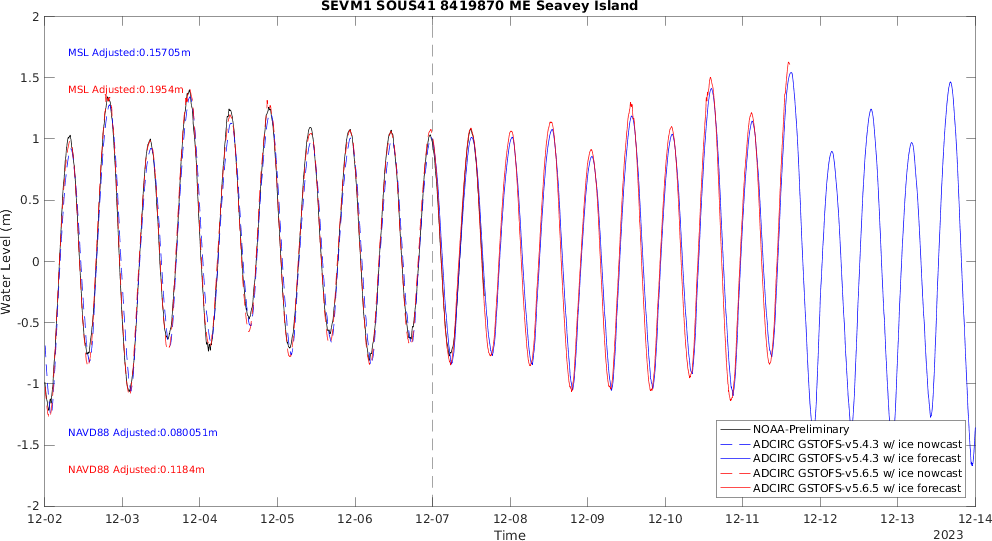 SEVM1 SOUS41 8419870 ME Seavey Island
2
1.5
1
0.5
0
-0.5
-1
-1.5
-2
Water Level (m)
MSL Adjusted:0.15705m
MSL Adjusted:0.1954m
NAVD88 Adjusted:0.080051m
NAVD88 Adjusted:0.1184m
NOAA-Preliminary
ADCIRC GSTOFS-v5.4.3 w/ ice nowcast
ADCIRC GSTOFS-v5.4.3 w/ ice forecast
ADCIRC GSTOFS-v5.6.5 w/ ice nowcast
ADCIRC GSTOFS-v5.6.5 w/ ice forecast
12-02 12-03 12-04 12-05 12-06 12-07 12-08 12-09 12-10 12-11 12-12 12-13 12-14
Time
2023